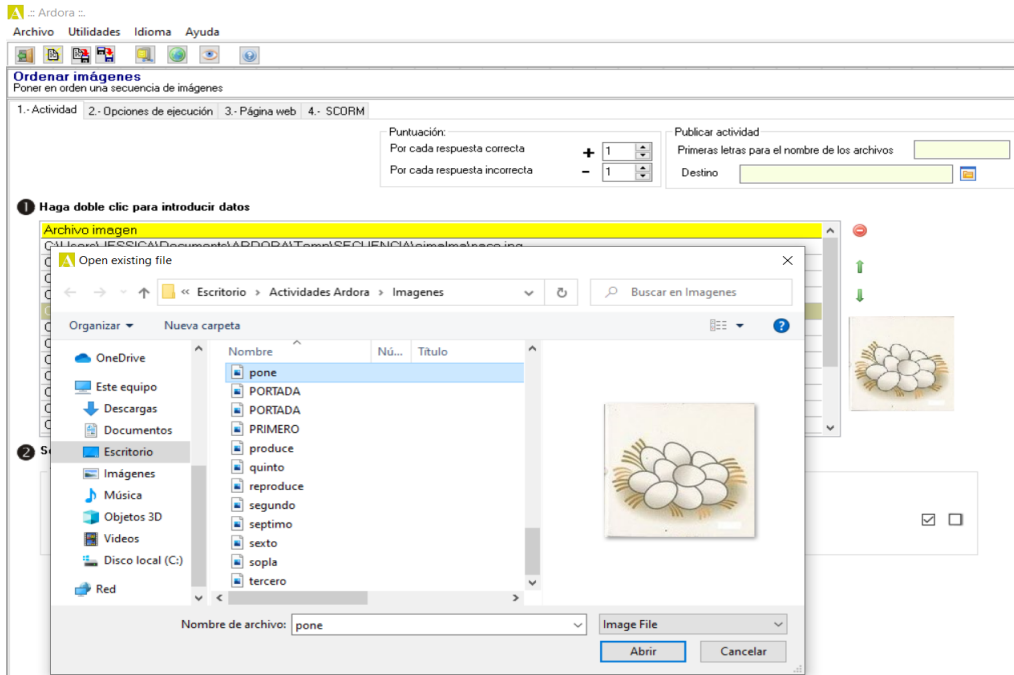 .:: Ardora ::.
Archivo Utilidades Idioma Ayuda
Ordenar imágenes
Poner en orden una secuencia de imágenes
1.- Actividad 2.- Opciones de ejecución 3.- Página web 4.- SCORM
Puntuación:
Por cada respuesta correcta + 1
Por cada respuesta incorrecta - 1
Publicar actividad
Primeras letras para el nombre de los archivos
Destino
1 Haga doble clic para introducir datos
Archivo imagen
Open existing file
« Escritorio > Actividades Ardora > Imagenes
Buscar en Imagenes
Organizar Nueva carpeta
OneDrive
Este equipo
Descargas
Documentos
Escritorio
Imágenes
Música
Objetos 3D
Videos
Disco local (C:)
Red
Nombre Nú... Título
pone
PORTADA
PORTADA
PRIMERO
produce
quinto
reproduce
segundo
septimo
sexto
sopla
tercero
2
Nombre de archivo: pone
Image File
Abrir Cancelar